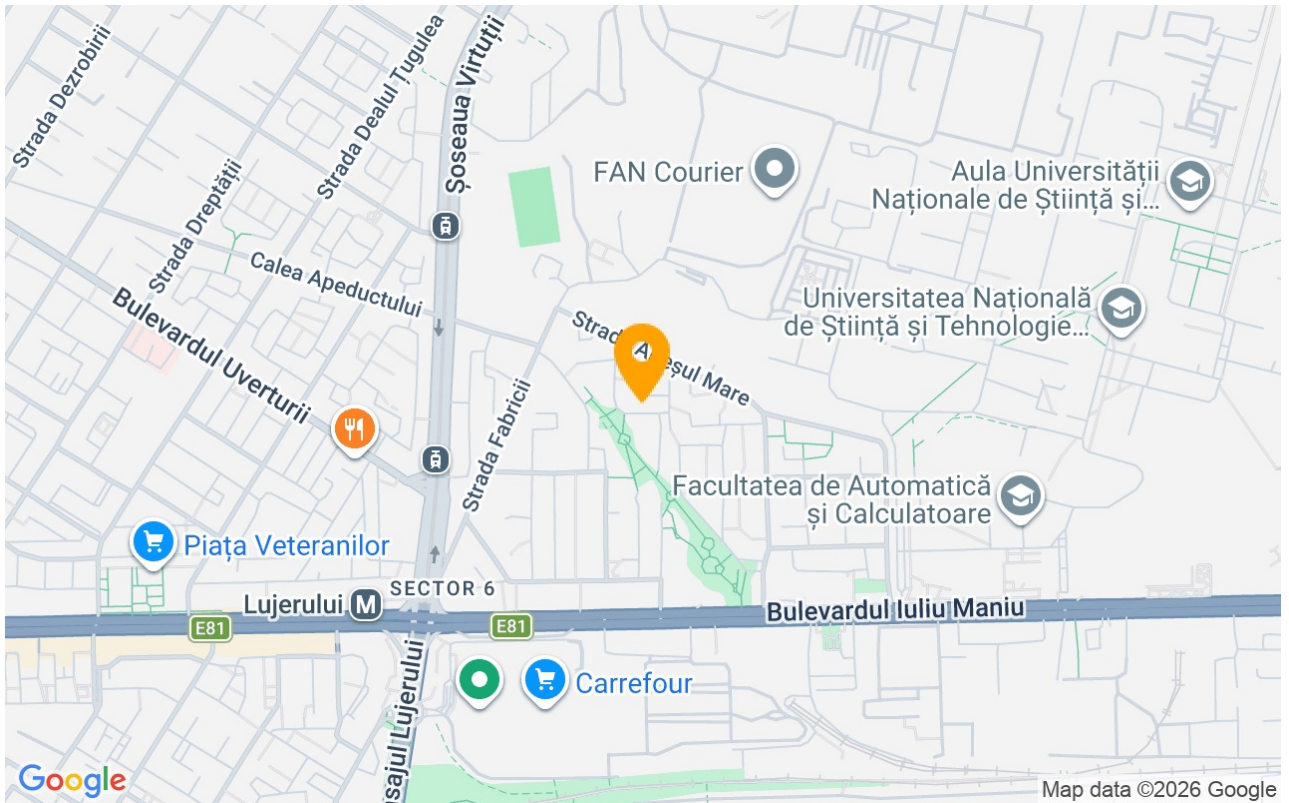 Strada Dezrobirii
Strada Dealul Țugulea
Șoseaua Virtuții
Strada Dreptății
FAN Courier
Aula Universității
Naționale de Știință și...
Calea Apeductului
Bulevardul Uverturii
Universitatea Națională
de Știință și Tehnologie...
Mare
Strada Fabricii
Facultatea de Automatică
și Calculatoare
Piața Veteranilor
SECTOR 6
Lujerului M
Bulevardul Iuliu Maniu
E81
E81
Carrefour
Lujerului
Google
Map data ©2026 Google